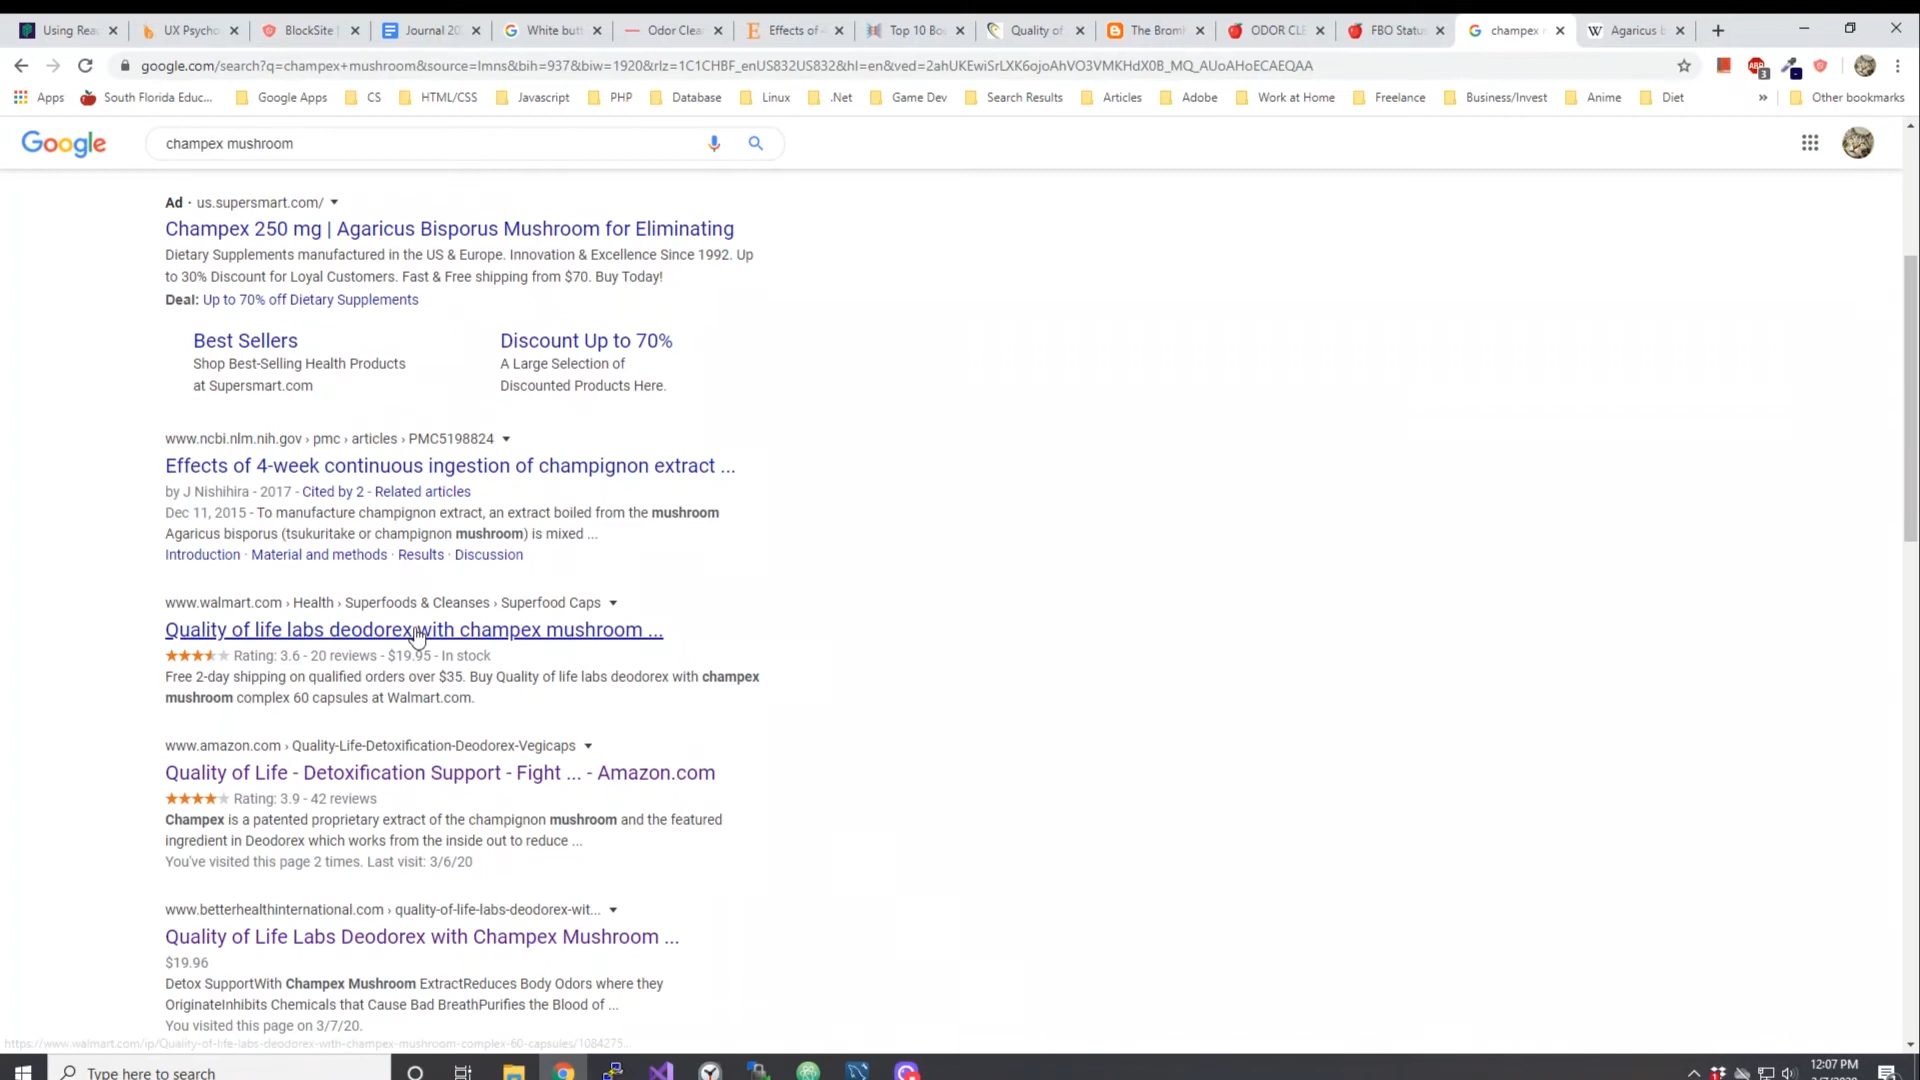 Using Rea
UX Psycho
BlockSite
Journal 20
White butt
Odor Clea
Effects of
Top 10 Bo
Quality of
The Bromi
ODOR CLE
FBO Statu
champex
Agaricus b
google.com/search?q=champex+mushroom&source=lmns&bih=937&biw=1920&rlz=1C1CHBF_enUS832US832&hl=en&ved=2ahUKEwiSrLXK6ojoAhVO3VMKHdX0B_MQ_AUoAHoECAEQAA
Apps
South Florida Educ...
Google Apps
CS
HTML/CSS
Javascript
PHP
Database
Linux
.Net
Game Dev
Search Results
Articles
Adobe
Work at Home
Freelance
Business/Invest
Anime
Diet
»
Other bookmarks
Google
champex mushroom
Ad · us.supersmart.com/
Champex 250 mg | Agaricus Bisporus Mushroom for Eliminating
Dietary Supplements manufactured in the US & Europe. Innovation & Excellence Since 1992. Up
to 30% Discount for Loyal Customers. Fast & Free shipping from $70. Buy Today!
Deal: Up to 70% off Dietary Supplements
Best Sellers
Shop Best-Selling Health Products
at Supersmart.com
Discount Up to 70%
A Large Selection of
Discounted Products Here.
www.ncbi.nlm.nih.gov › pmc › articles › PMC5198824
Effects of 4-week continuous ingestion of champignon extract ...
by J Nishihira - 2017 - Cited by 2 - Related articles
Dec 11, 2015 - To manufacture champignon extract, an extract boiled from the mushroom
Agaricus bisporus (tsukuritake or champignon mushroom) is mixed ...
Introduction · Material and methods · Results · Discussion
www.walmart.com › Health › Superfoods & Cleanses › Superfood Caps
Quality of life labs deodorex with champex mushroom ...
Rating: 3.6 - 20 reviews - $19.95 - In stock
Free 2-day shipping on qualified orders over $35. Buy Quality of life labs deodorex with champex
mushroom complex 60 capsules at Walmart.com.
www.amazon.com › Quality-Life-Detoxification-Deodorex-Vegicaps
Quality of Life - Detoxification Support - Fight ... - Amazon.com
Rating: 3.9 - 42 reviews
Champex is a patented proprietary extract of the champignon mushroom and the featured
ingredient in Deodorex which works from the inside out to reduce ...
You've visited this page 2 times. Last visit: 3/6/20
www.betterhealthinternational.com › quality-of-life-labs-deodorex-wit...
Quality of Life Labs Deodorex with Champex Mushroom ...
$19.96
Detox SupportWith Champex Mushroom ExtractReduces Body Odors where they
OriginateInhibits Chemicals that Cause Bad BreathPurifies the Blood of ...
You visited this page on 3/7/20.
https://www.walmart.com/ip/Quality-of-life-labs-deodorex-with-champex-mushroom-complex-60-capsules/1084275...
Type here to search
12:07 PM